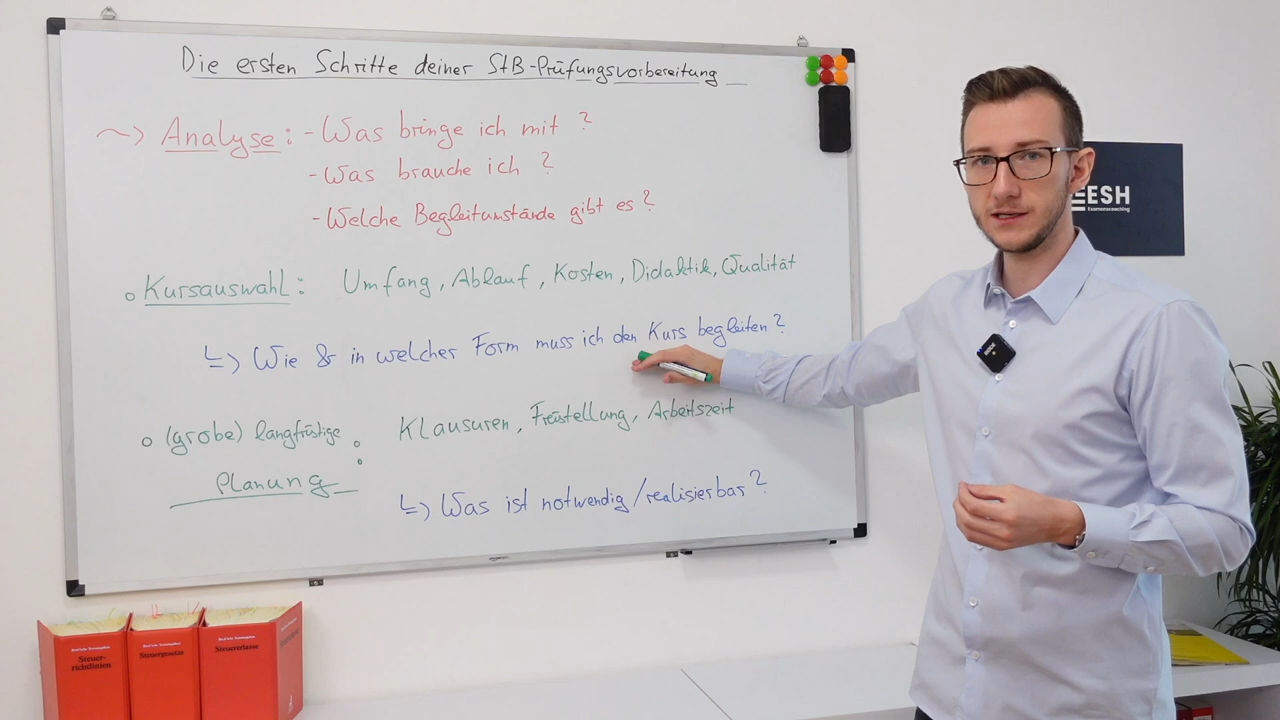 Die ersten Schritte deiner StB-Prüfungsvorbereitung
~> Analyse: - Was bringe ich mit?
- Was brauche ich?
- Welche Begleitumstände gibt es?
o Kursauswahl: Umfang, Ablauf, Kosten, Didaktik, Qualität
↳> Wie & in welcher Form muss ich den Kurs begleiten?
o (grobe) langfristige Planung: Klausuren, Freistellung, Arbeitszeit
↳> Was ist notwendig/realisierbar?
EESH
Examenscoaching
Steuer-
richtlinien
Steuergesetze
Steuererlasse